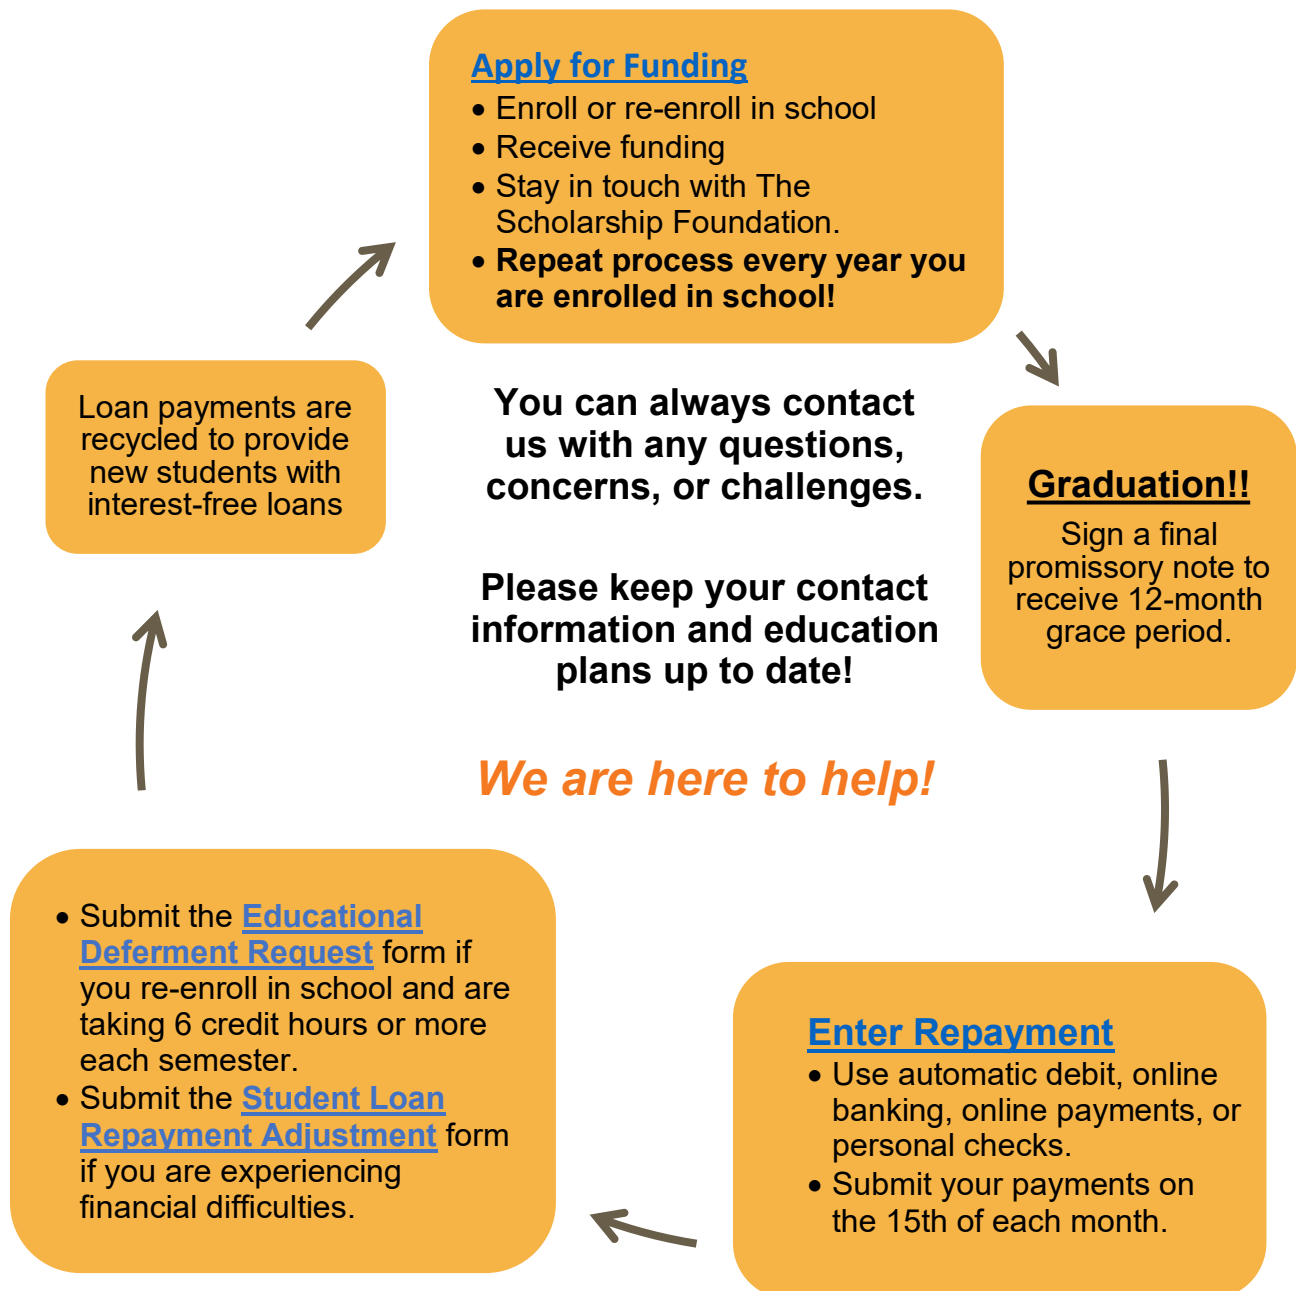 Apply for Funding
• Enroll or re-enroll in school
• Receive funding
• Stay in touch with The
Scholarship Foundation.
• Repeat process every year you
are enrolled in school!
Loan payments are
recycled to provide
new students with
interest-free loans
You can always contact
us with any questions,
concerns, or challenges.
Please keep your contact
information and education
plans up to date!
We are here to help!
Graduation!!
Sign a final
promissory note to
receive 12-month
grace period.
• Submit the Educational
Deferment Request form if
you re-enroll in school and are
taking 6 credit hours or more
each semester.
• Submit the Student Loan
Repayment Adjustment form
if you are experiencing
financial difficulties.
Enter Repayment
• Use automatic debit, online
banking, online payments, or
personal checks.
• Submit your payments on
the 15th of each month.